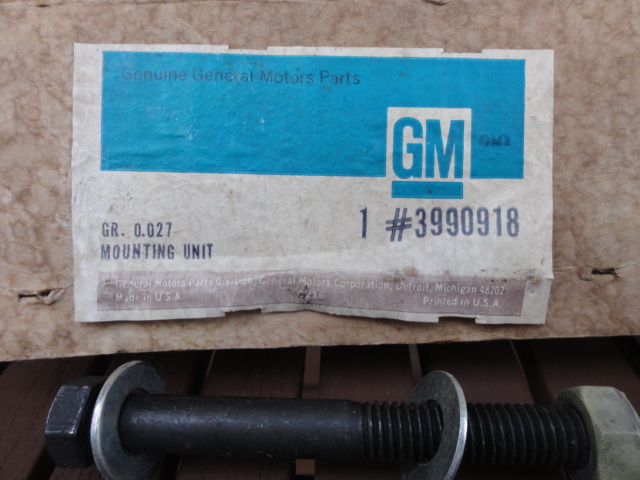 Genuine General Motors Parts
GM
GR. 0.027
MOUNTING UNIT
1 #3990918
General Motors Parts Division, General Motors Corporation, Detroit, Michigan 48202
Made in U.S.A.
Printed in U.S.A.